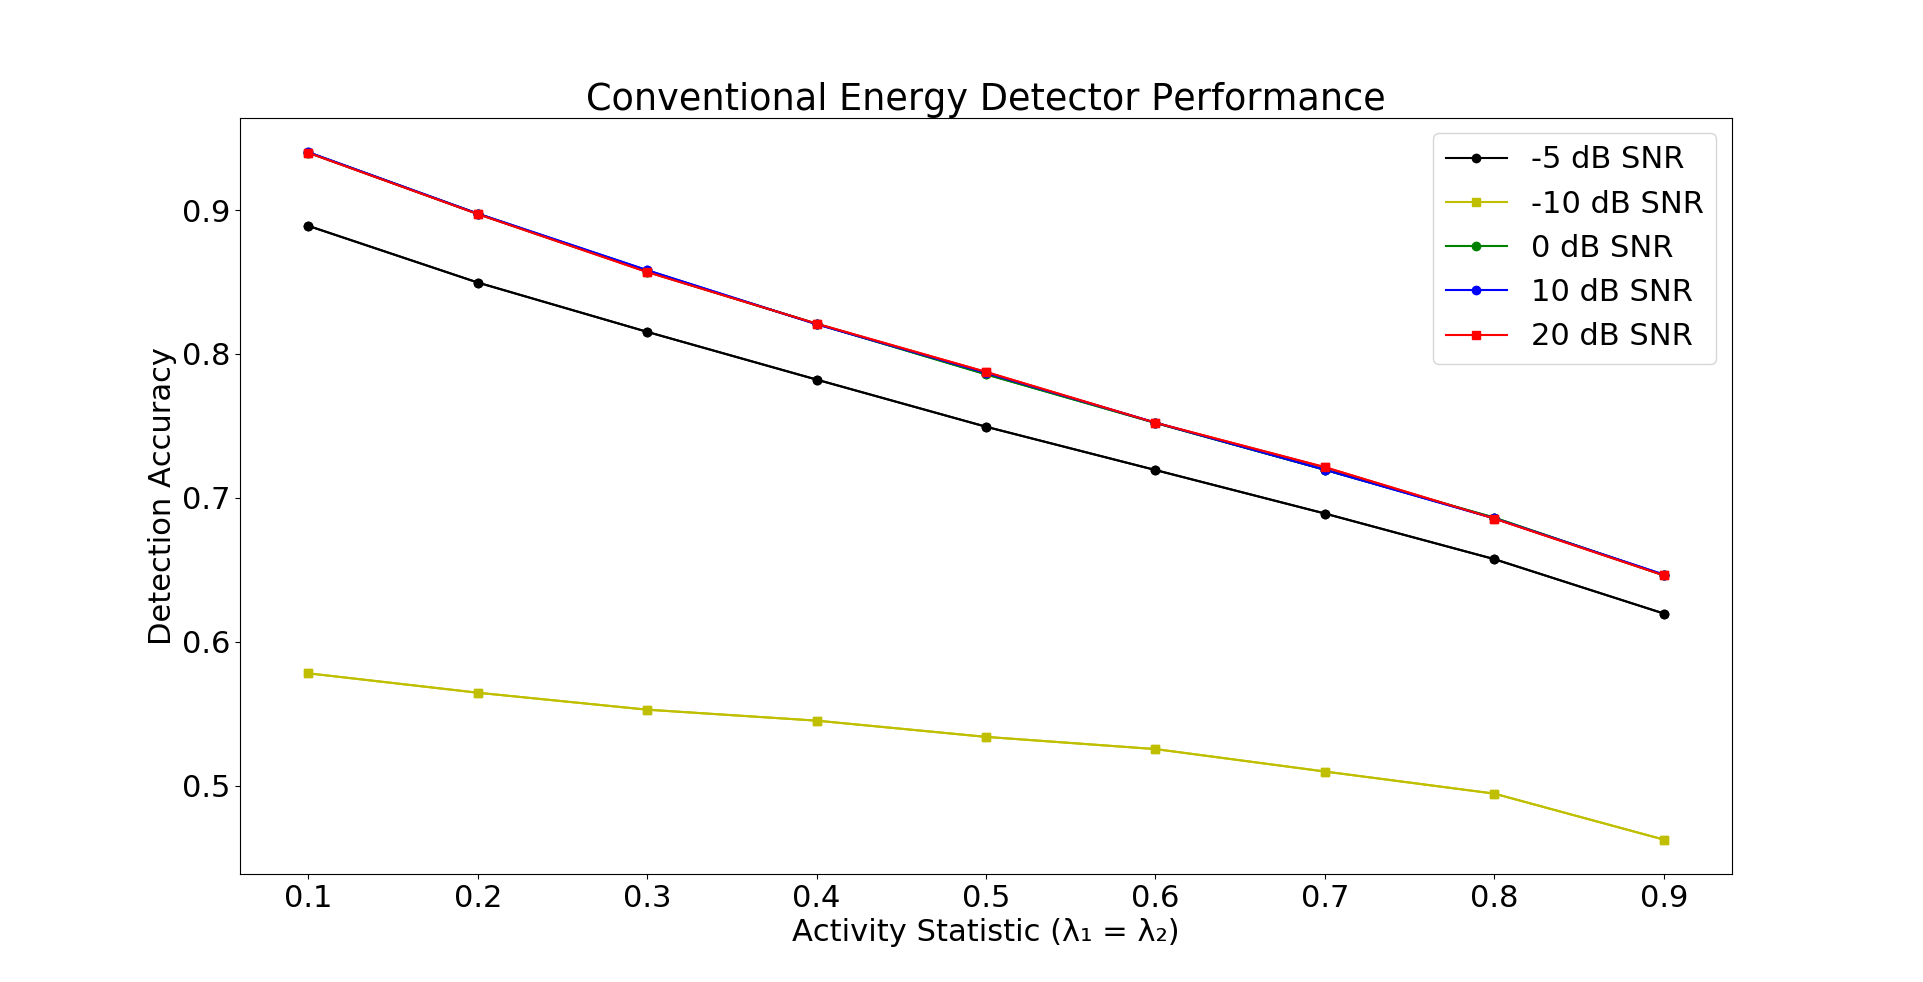 Conventional Energy Detector Performance
-5 dB SNR
-10 dB SNR
0 dB SNR
10 dB SNR
20 dB SNR
Detection Accuracy
0.9
0.8
0.7
0.6
0.5
0.1 0.2 0.3 0.4 0.5 0.6 0.7 0.8 0.9
Activity Statistic (λ₁ = λ₂)